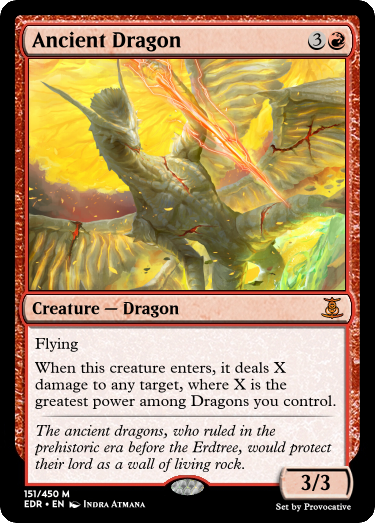 Ancient Dragon 3
Creature — Dragon
Flying
When this creature enters, it deals X
damage to any target, where X is the
greatest power among Dragons you control.
The ancient dragons, who ruled in the
prehistoric era before the Erdtree, would protect
their lord as a wall of living rock.
3/3
151/450 M
EDR • EN Indra Atmana
Set by Provocative